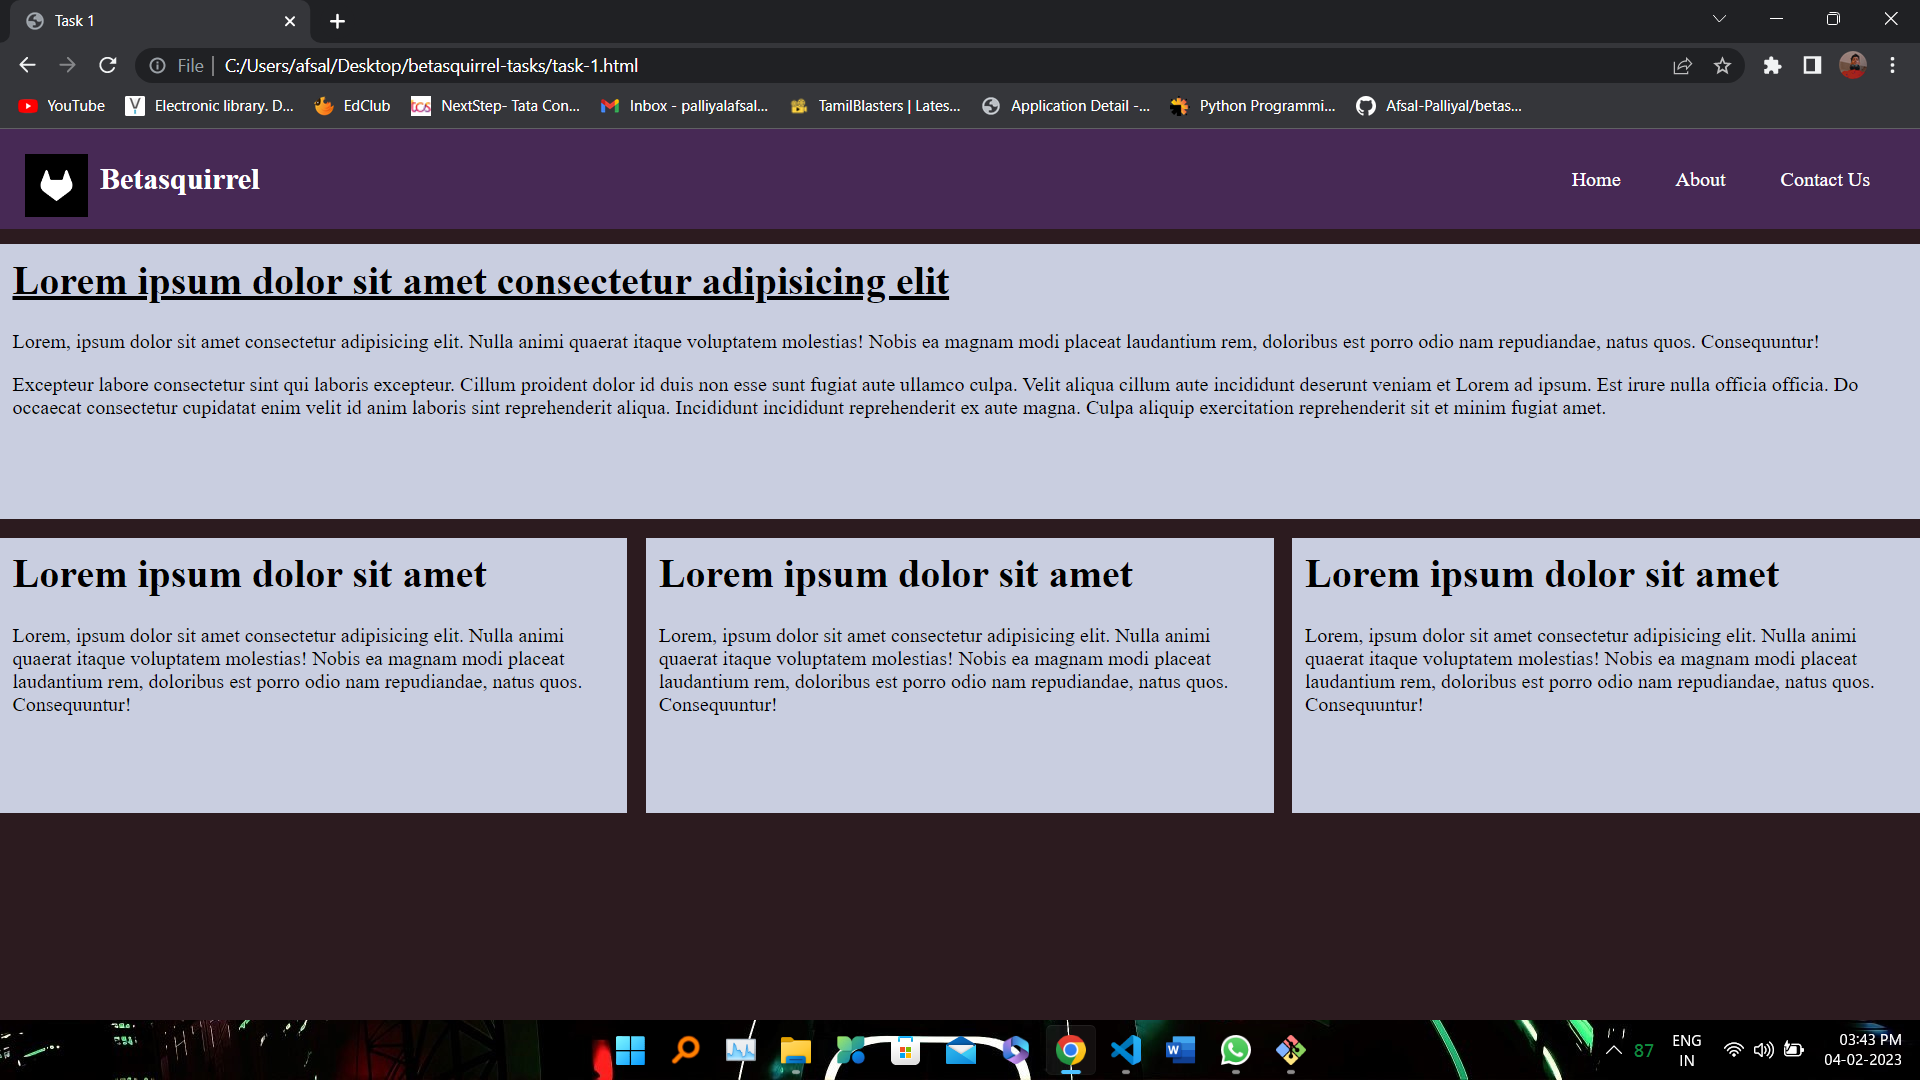 Task 1
File
C:/Users/afsal/Desktop/betasquirrel-tasks/task-1.html
YouTube
Electronic library. D...
EdClub
tcs
NextStep- Tata Con...
Inbox - palliyalafsal...
TamilBlasters | Lates...
Application Detail -...
Python Programmi...
Afsal-Palliyal/betas...
Betasquirrel
Home
About
Contact Us
Lorem ipsum dolor sit amet consectetur adipisicing elit
Lorem, ipsum dolor sit amet consectetur adipisicing elit. Nulla animi quaerat itaque voluptatem molestias! Nobis ea magnam modi placeat laudantium rem, doloribus est porro odio nam repudiandae, natus quos. Consequuntur!
Excepteur labore consectetur sint qui laboris excepteur. Cillum proident dolor id duis non esse sunt fugiat aute ullamco culpa. Velit aliqua cillum aute incididunt deserunt veniam et Lorem ad ipsum. Est irure nulla officia officia. Do
occaecat consectetur cupidatat enim velit id anim laboris sint reprehenderit aliqua. Incididunt incididunt reprehenderit ex aute magna. Culpa aliquip exercitation reprehenderit sit et minim fugiat amet.
Lorem ipsum dolor sit amet
Lorem, ipsum dolor sit amet consectetur adipisicing elit. Nulla animi
quaerat itaque voluptatem molestias! Nobis ea magnam modi placeat
laudantium rem, doloribus est porro odio nam repudiandae, natus quos.
Consequuntur!
Lorem ipsum dolor sit amet
Lorem, ipsum dolor sit amet consectetur adipisicing elit. Nulla animi
quaerat itaque voluptatem molestias! Nobis ea magnam modi placeat
laudantium rem, doloribus est porro odio nam repudiandae, natus quos.
Consequuntur!
Lorem ipsum dolor sit amet
Lorem, ipsum dolor sit amet consectetur adipisicing elit. Nulla animi
quaerat itaque voluptatem molestias! Nobis ea magnam modi placeat
laudantium rem, doloribus est porro odio nam repudiandae, natus quos.
Consequuntur!
87
ENG
IN
03:43 PM
04-02-2023